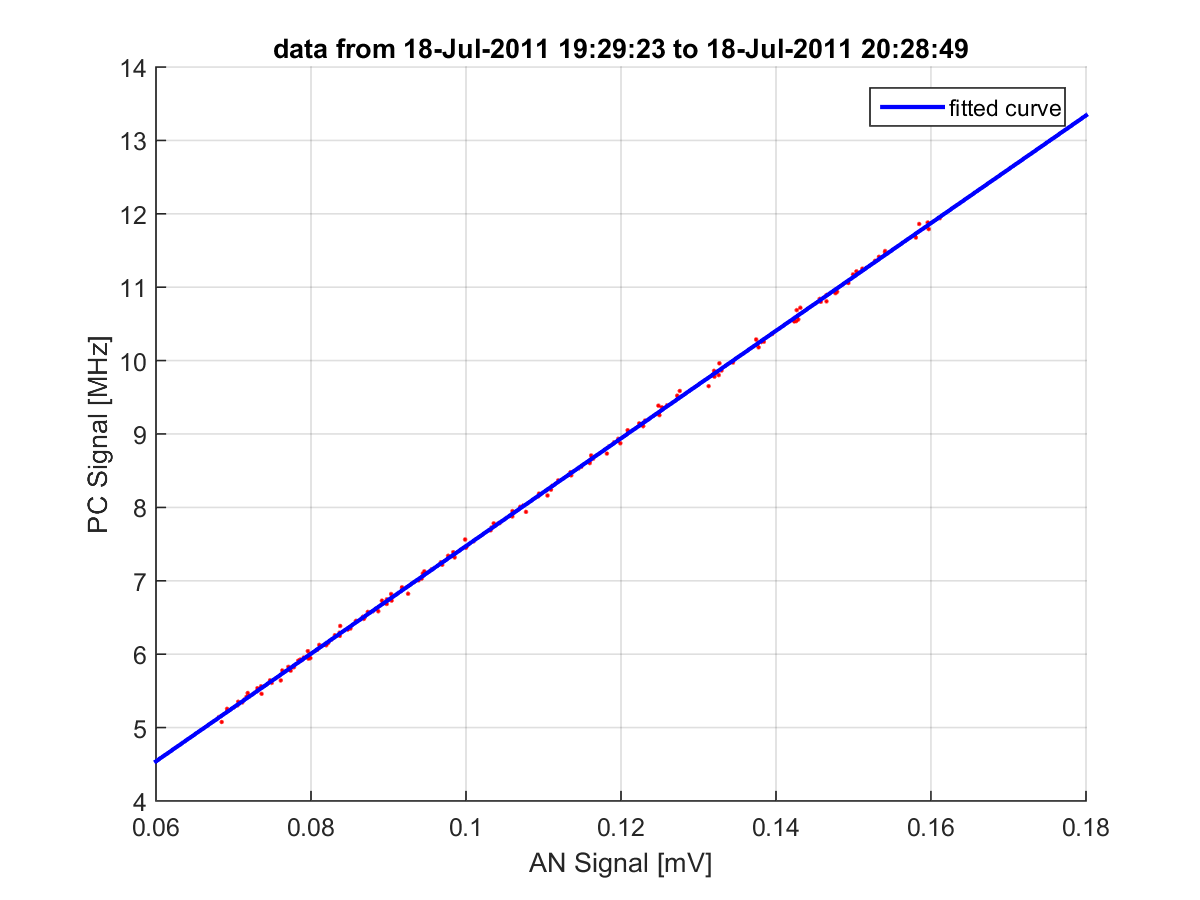 data from 18-Jul-2011 19:29:23 to 18-Jul-2011 20:28:49
fitted curve
14
13
12
11
10
9
8
7
6
5
4
PC Signal [MHz]
0.06 0.08 0.1 0.12 0.14 0.16 0.18
AN Signal [mV]